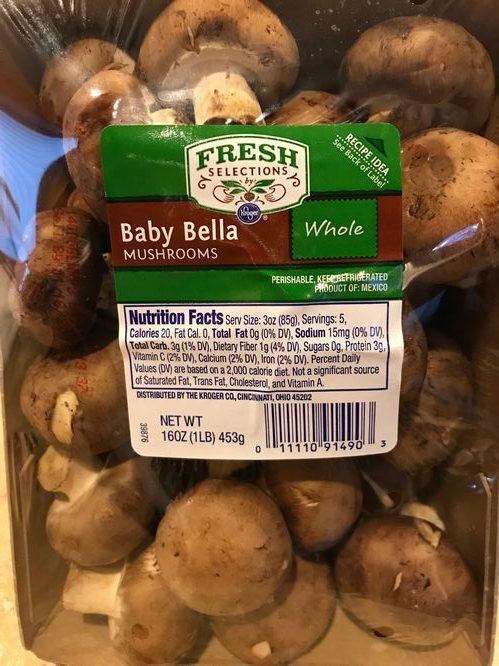 FRESH
SELECTIONS
by
Kroger ®
RECIPE IDEA
See Back of Label
Baby Bella
MUSHROOMS
Whole
PERISHABLE, KEEP REFRIGERATED
PRODUCT OF: MEXICO
Nutrition Facts Serv Size: 3oz (85g), Servings: 5,
Calories 20, Fat Cal. 0, Total Fat 0g (0% DV), Sodium 15mg (0% DV),
Total Carb. 3g (1% DV), Dietary Fiber 1g (4% DV), Sugars 0g, Protein 3g,
Vitamin C (2% DV), Calcium (2% DV), Iron (2% DV). Percent Daily
Values (DV) are based on a 2,000 calorie diet. Not a significant source
of Saturated Fat, Trans Fat, Cholesterol, and Vitamin A.
DISTRIBUTED BY THE KROGER CO., CINCINNATI, OHIO 45202
39876
NET WT
16OZ (1LB) 453g
0 11110 91490 3